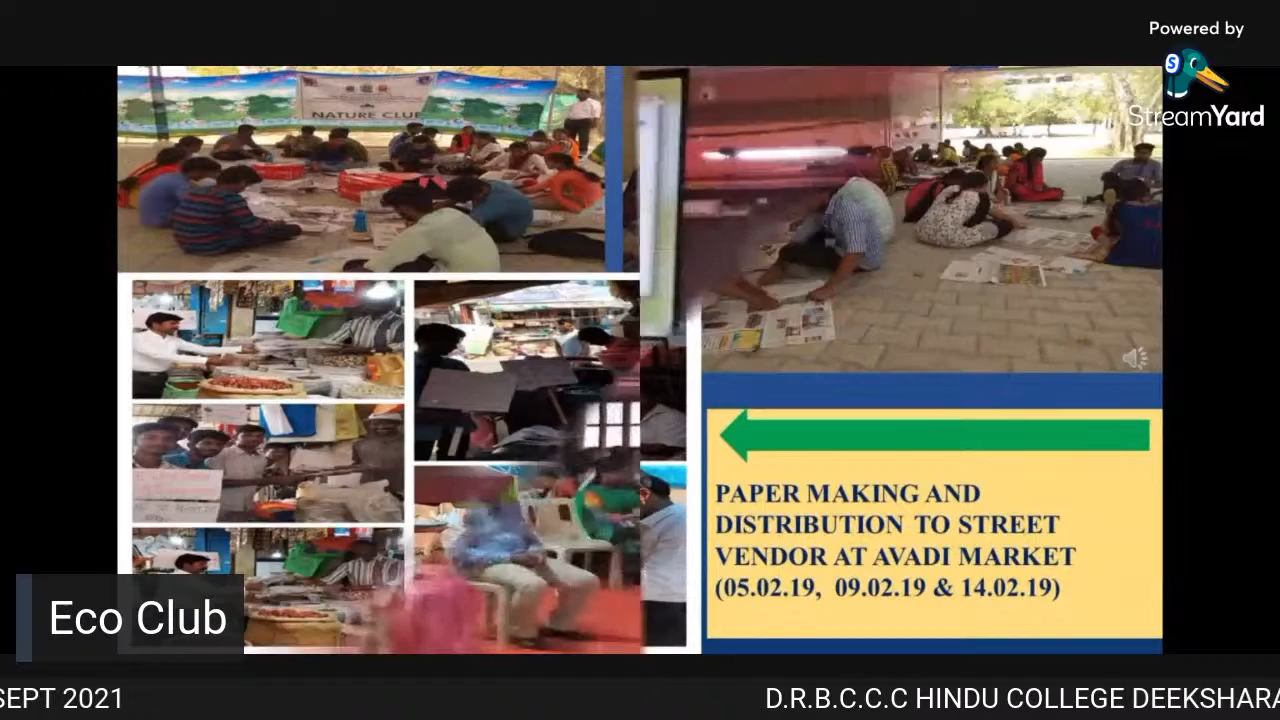 Powered by
S
StreamYard
NATURE CLUB
PAPER MAKING AND
DISTRIBUTION TO STREET
VENDOR AT AVADI MARKET
(05.02.19, 09.02.19 & 14.02.19)
Eco Club
SEPT 2021
D.R.B.C.C.C HINDU COLLEGE DEEKSHARA